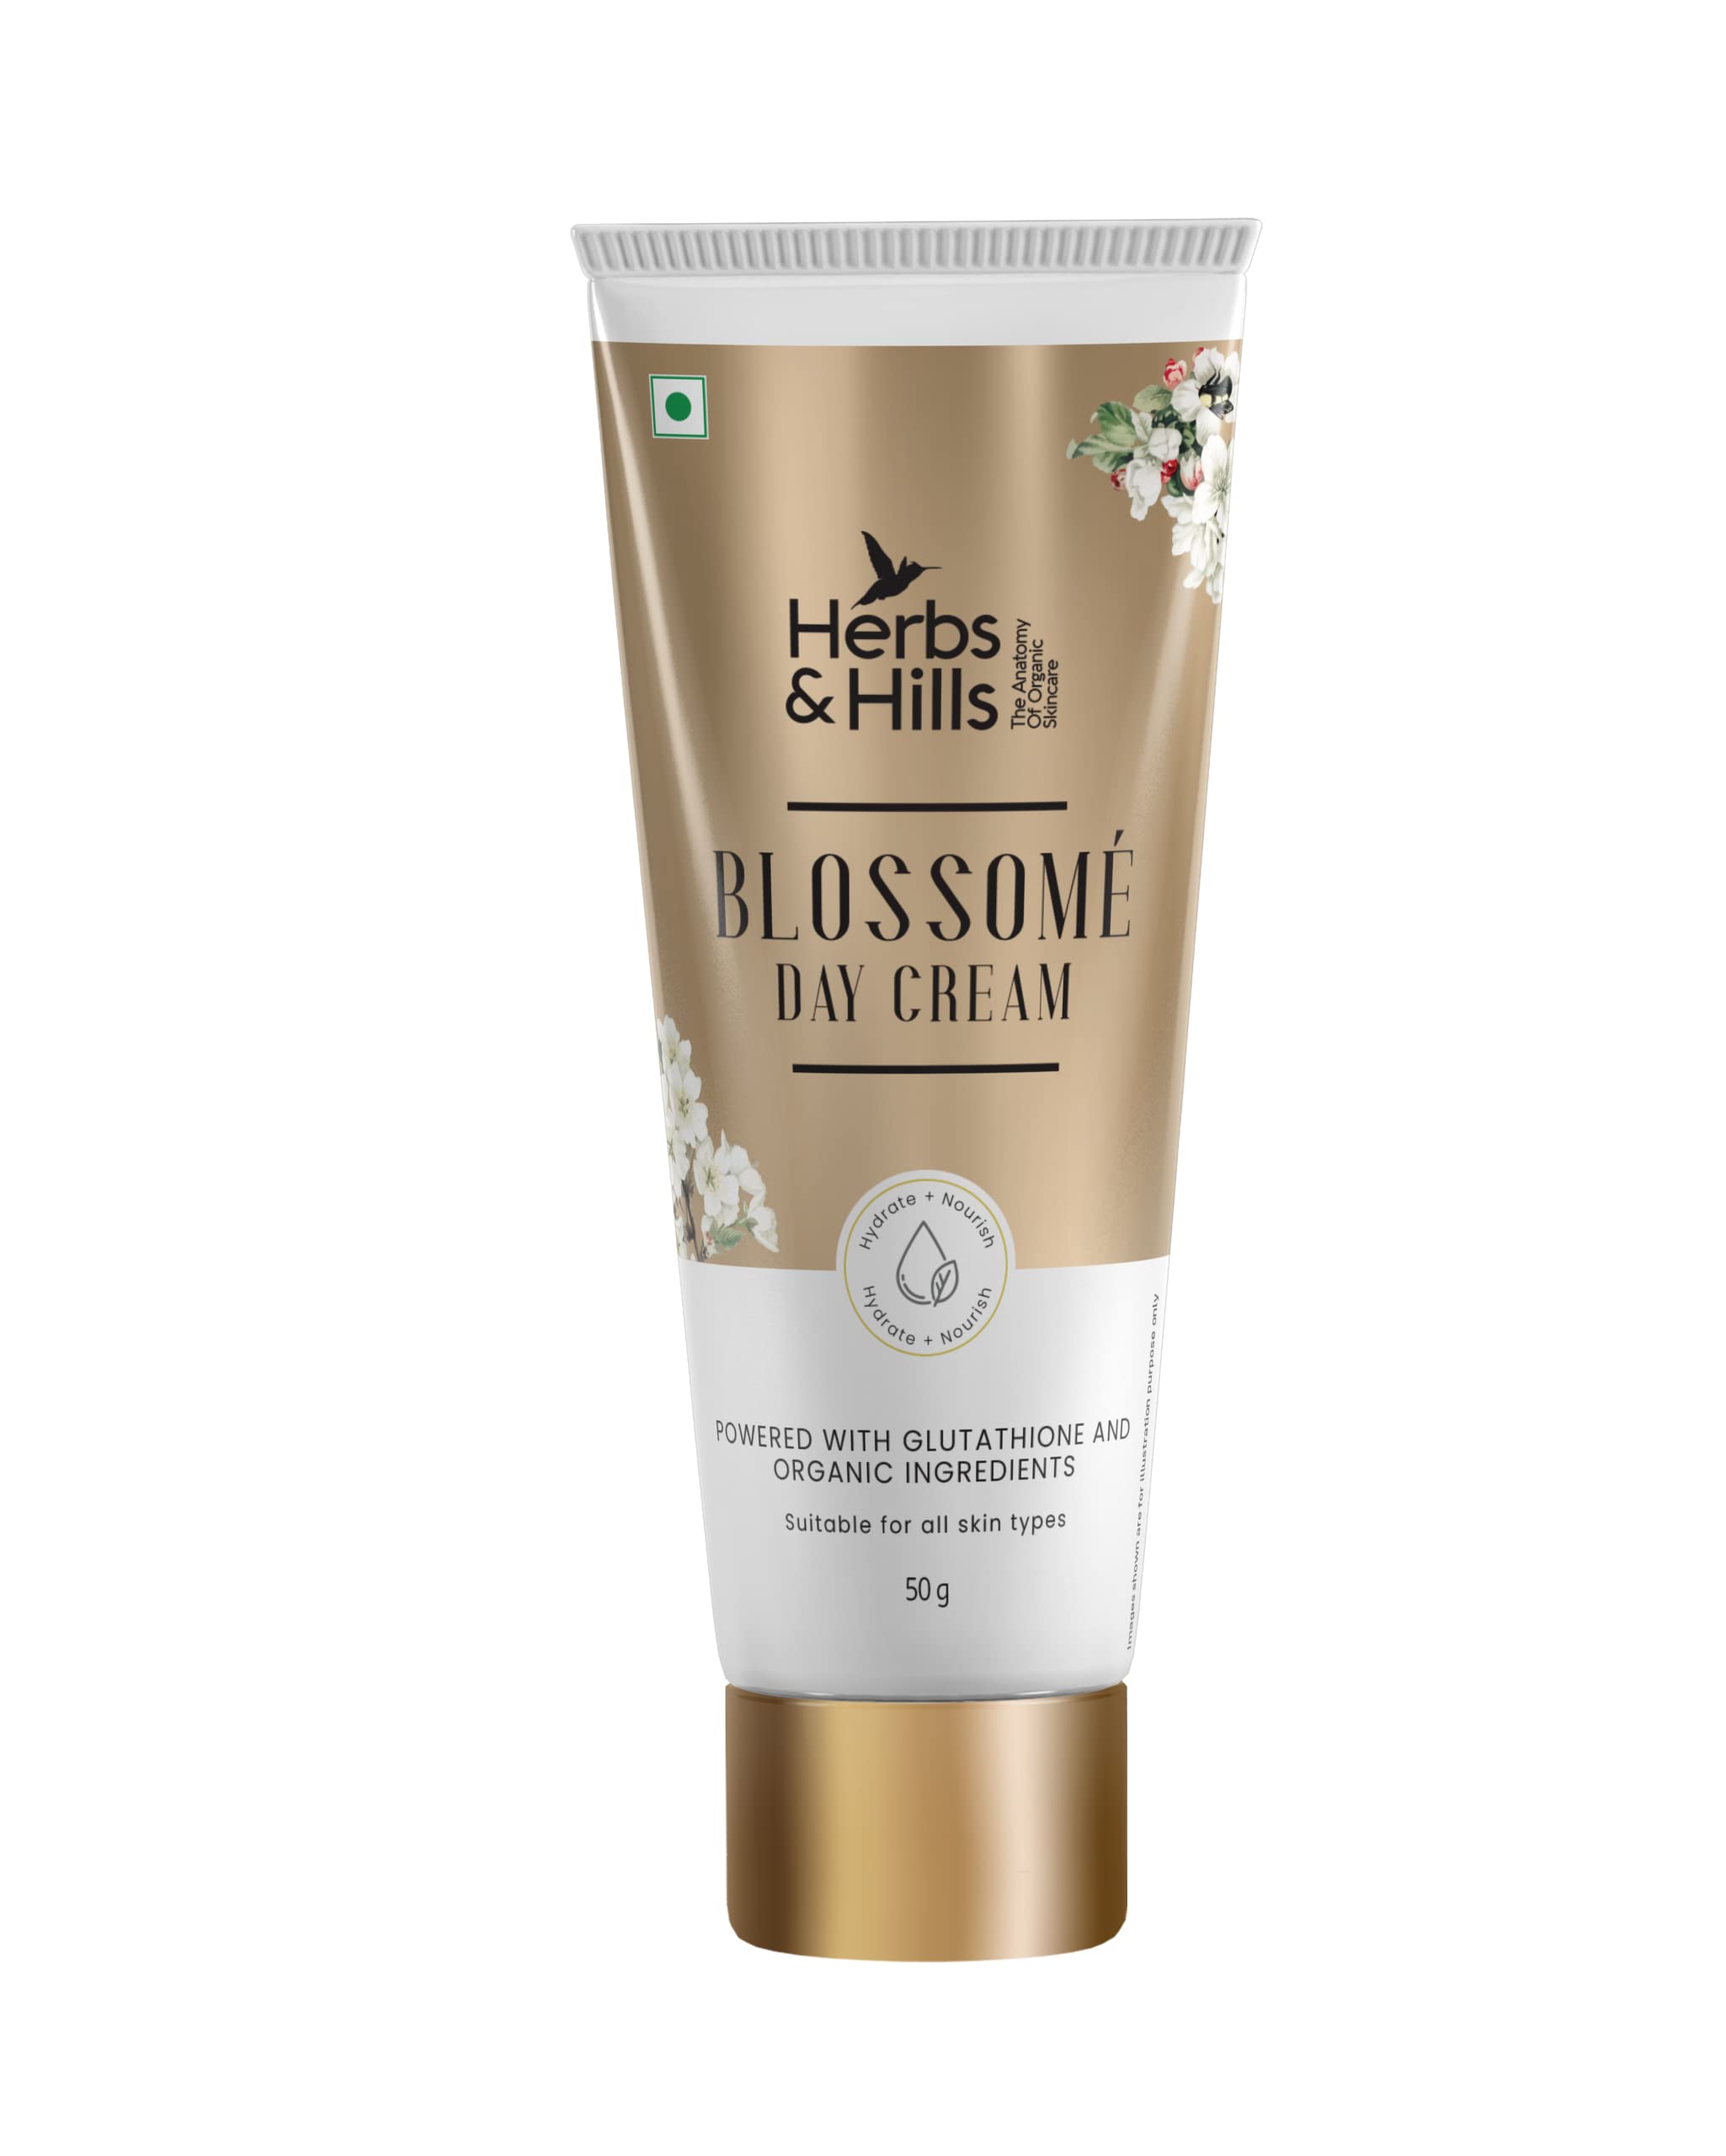 Herbs
& Hills
The Anatomy
Of Organic
Skincare
BLOSSOMÉ
DAY CREAM
Hydrate + Nourish
Hydrate + Nourish
POWERED WITH GLUTATHIONE AND
ORGANIC INGREDIENTS
Suitable for all skin types
50 g
Images shown are for illustration purpose only